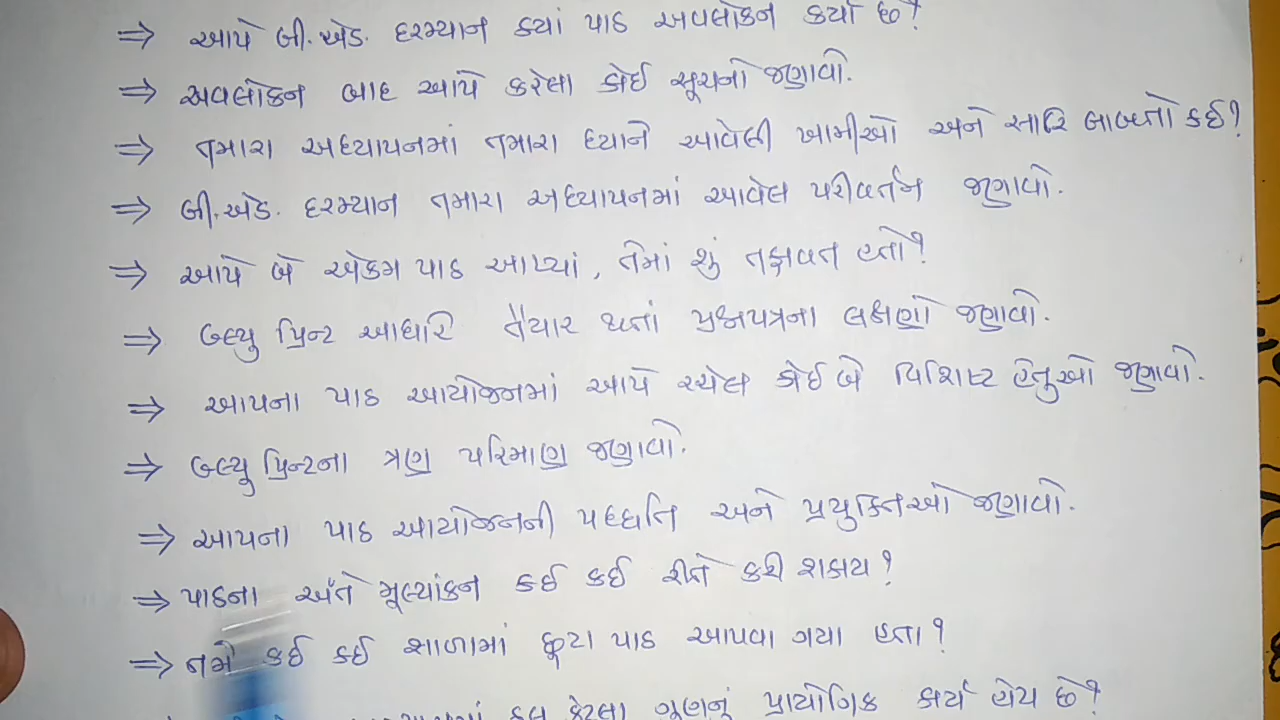 ⇒ આપે બી.એડ. દરમ્યાન કયાં પાઠ અવલોકન કર્યા છે?
⇒ અવલોકન બાદ આપે કરેલા કોઈ સૂચનો જણાવો.
⇒ તમારા અધ્યાપનમાં તમારા ધ્યાને આવેલી ખામીઓ અને સારિ બાબતો કઈ?
⇒ બી.એડ. દરમ્યાન તમારા અધ્યાપનમાં આવેલ પરીવર્તન જણાવો.
⇒ આપે બે એકમ પાઠ આપ્યાં, તેમાં શું તફાવત હતો?
⇒ બ્લ્યુ પ્રિન્ટ આધારિ તૈયાર થતાં પ્રશ્નપત્રના લક્ષણો જણાવો.
⇒ આપના પાઠ આયોજનમાં આપે રચેલ કોઈ બે વિશિષ્ટ હેતુઓ જણાવો.
⇒ બ્લ્યૂ પ્રિન્ટના ત્રણ પરિમાણ જણાવો.
⇒ આપના પાઠ આયોજનની પધ્ધતિ અને પ્રયુક્તિઓ જણાવો.
⇒ પાઠના અંતે મૂલ્યાંકન કઈ કઈ રીતે કરી શકાય?
⇒ તમે કઈ કઈ શાળામાં છૂટા પાઠ આપવા ગયા હતા?
કુલ કેટલા ગુણનું પ્રાયોગિક કાર્ય હોય છે?